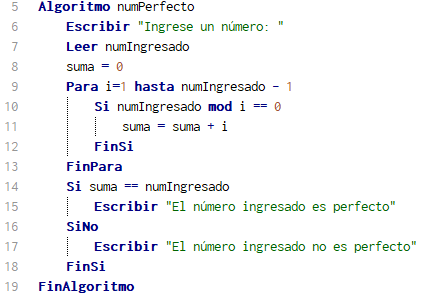 5 Algoritmo numPerfecto
6 Escribir "Ingrese un número: "
7 Leer numIngresado
8 suma = 0
9 Para i=1 hasta numIngresado - 1
10 Si numIngresado mod i == 0
11 suma = suma + i
12 FinSi
13 FinPara
14 Si suma == numIngresado
15 Escribir "El número ingresado es perfecto"
16 SiNo
17 Escribir "El número ingresado no es perfecto"
18 FinSi
19 FinAlgoritmo